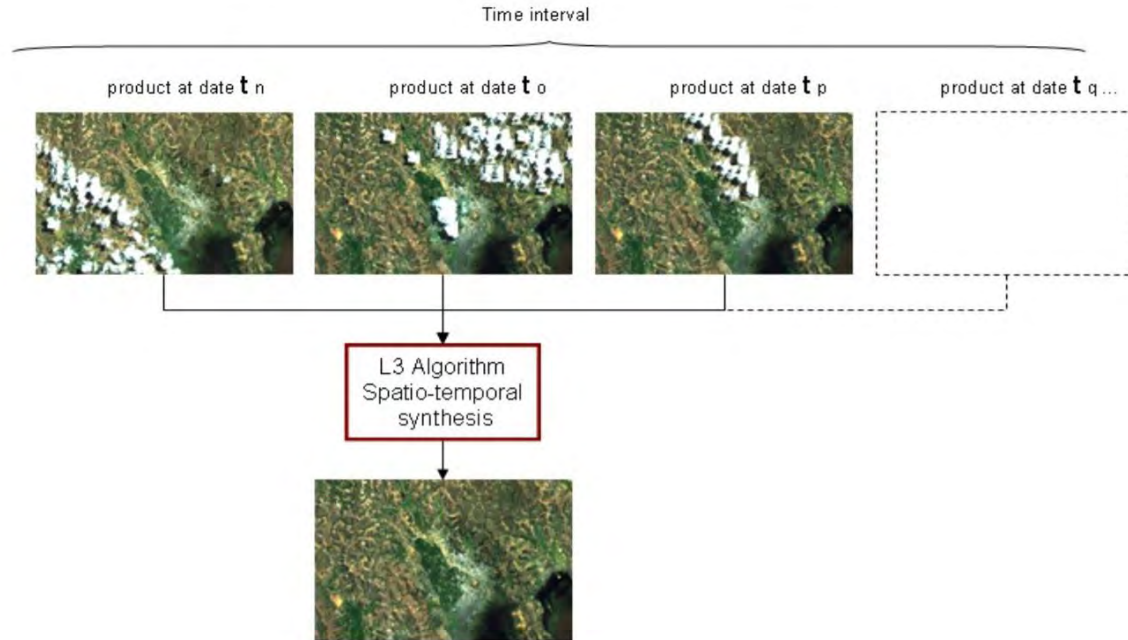 Time interval
product at date t n
product at date t o
product at date t p
product at date t q ...
L3 Algorithm
Spatio-temporal
synthesis